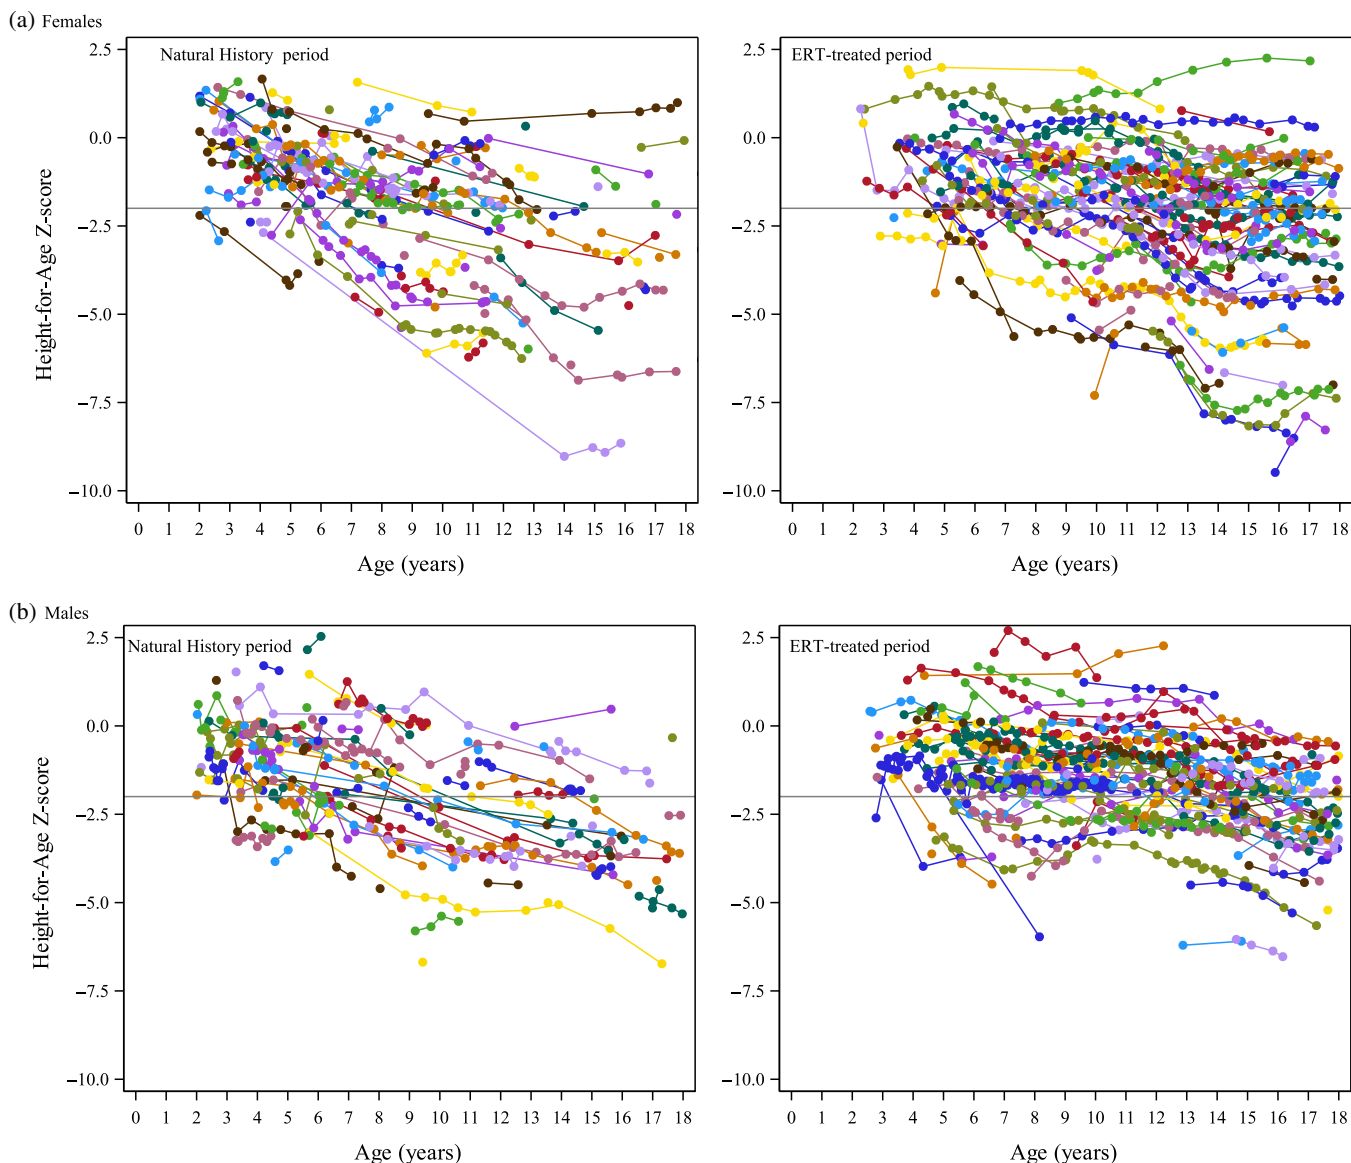 (a) Females
Natural History period
ERT-treated period
Height-for-Age Z-score
2.5
0.0
−2.5
−5.0
−7.5
−10.0
0 1 2 3 4 5 6 7 8 9 10 11 12 13 14 15 16 17 18
Age (years)
2.5
0.0
−2.5
−5.0
−7.5
−10.0
0 1 2 3 4 5 6 7 8 9 10 11 12 13 14 15 16 17 18
Age (years)
(b) Males
Natural History period
ERT-treated period
Height-for-Age Z-score
2.5
0.0
−2.5
−5.0
−7.5
−10.0
0 1 2 3 4 5 6 7 8 9 10 11 12 13 14 15 16 17 18
Age (years)
2.5
0.0
−2.5
−5.0
−7.5
−10.0
0 1 2 3 4 5 6 7 8 9 10 11 12 13 14 15 16 17 18
Age (years)